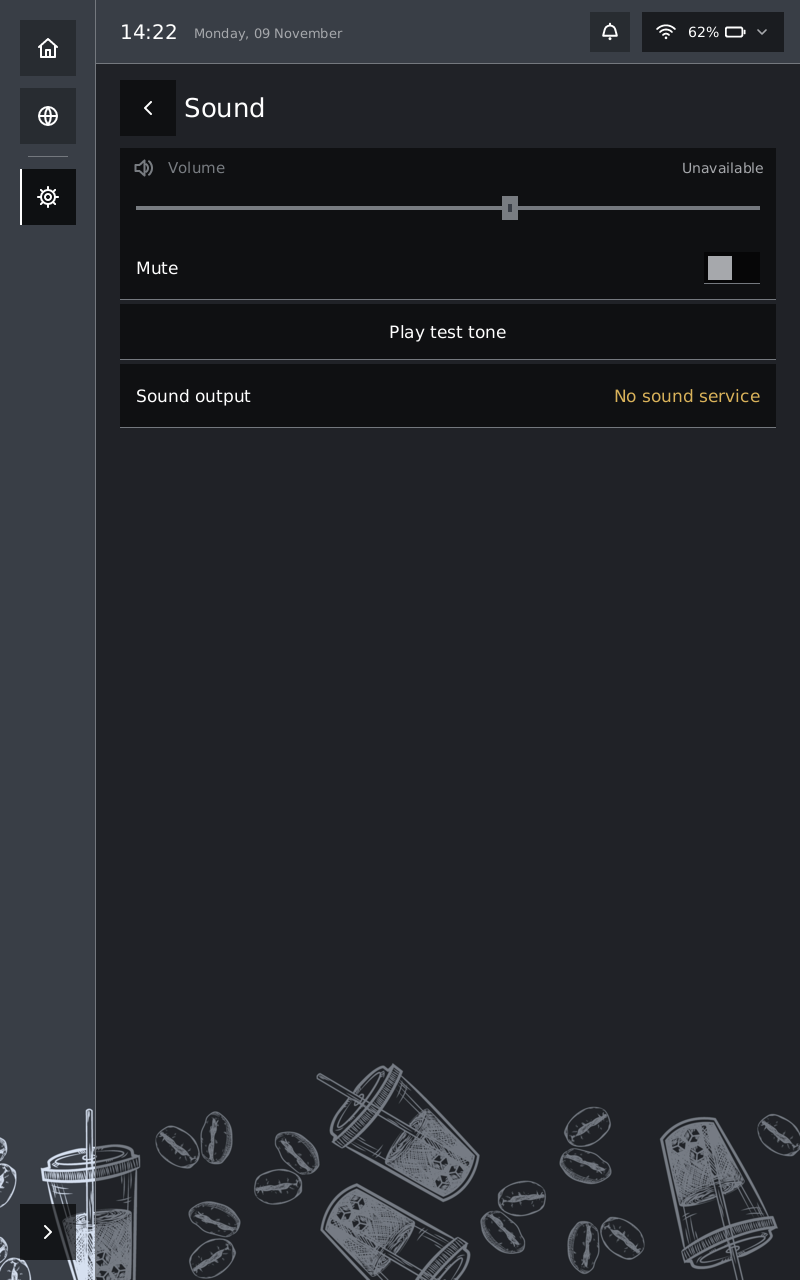 14:22 Monday, 09 November 62%
Sound
Volume Unavailable
Mute
Play test tone
Sound output No sound service